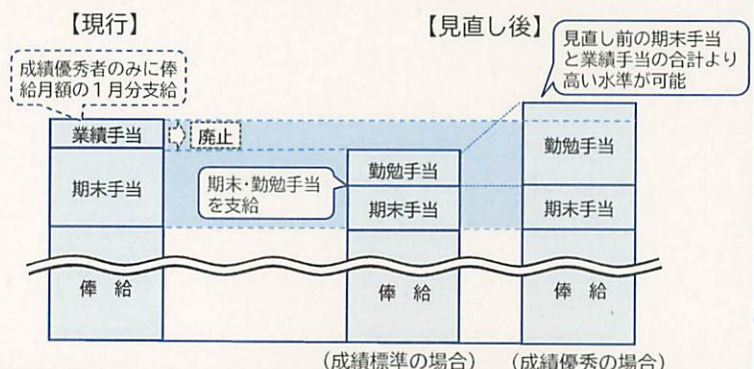 【現行】
【見直し後】
成績優秀者のみに俸
給月額の1月分支給
見直し前の期末手当
と業績手当の合計より
高い水準が可能
業績手当
廃止
期末手当
期末・勤勉手当
を支給
勤勉手当
期末手当
勤勉手当
期末手当
俸 給
俸 給
俸 給
(成績標準の場合)
(成績優秀の場合)